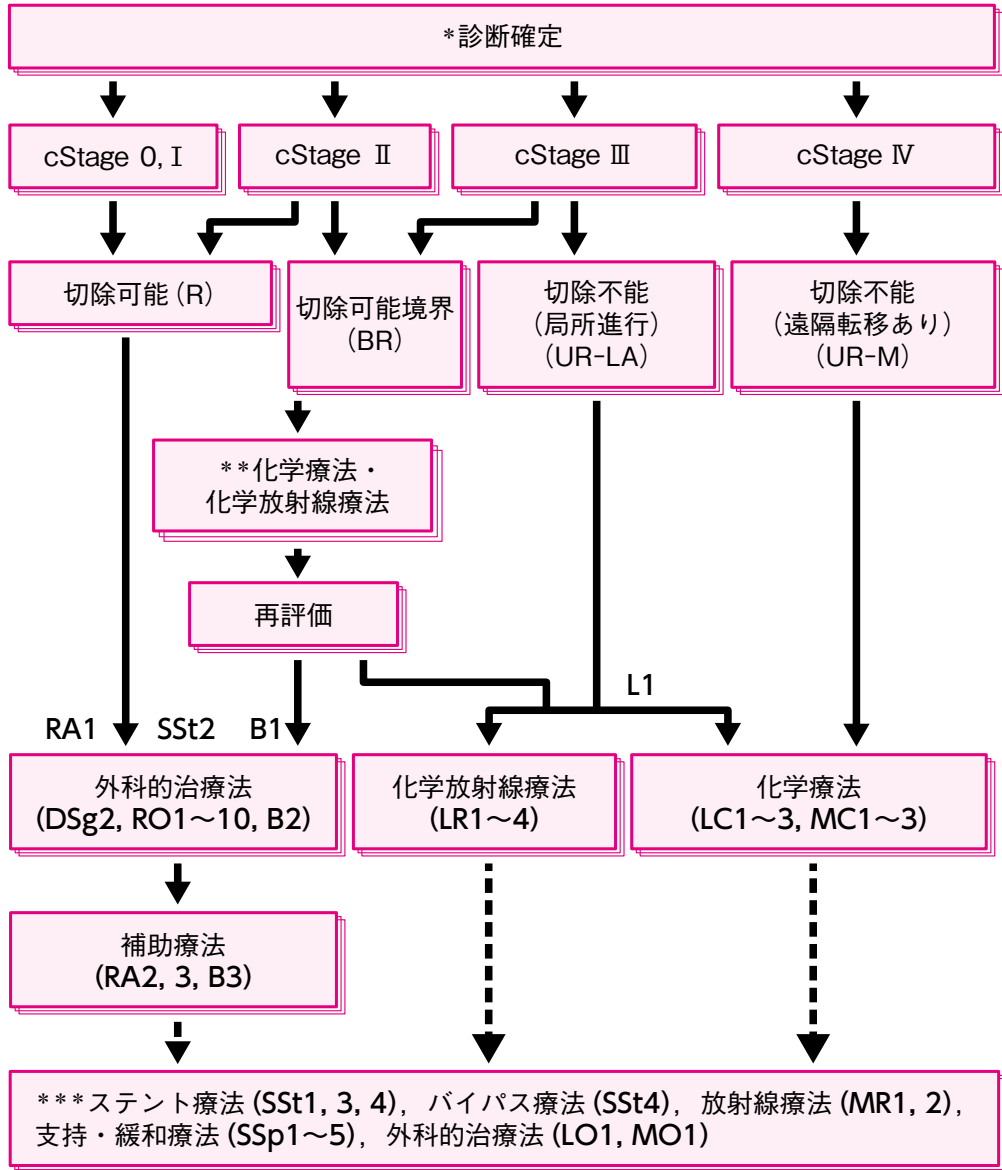 *診断確定
cStage 0, Ⅰ
cStage Ⅱ
cStage Ⅲ
cStage Ⅳ
切除可能 (R)
切除可能境界
(BR)
切除不能
(局所進行)
(UR-LA)
切除不能
(遠隔転移あり)
(UR-M)
**化学療法・
化学放射線療法
再評価
L1
RA1
SSt2
B1
外科的治療法
(DSg2, RO1～10, B2)
化学放射線療法
(LR1～4)
化学療法
(LC1～3, MC1～3)
補助療法
(RA2, 3, B3)
***ステント療法 (SSt1, 3, 4), バイパス療法 (SSt4), 放射線療法 (MR1, 2),
支持・緩和療法 (SSp1～5), 外科的治療法 (LO1, MO1)